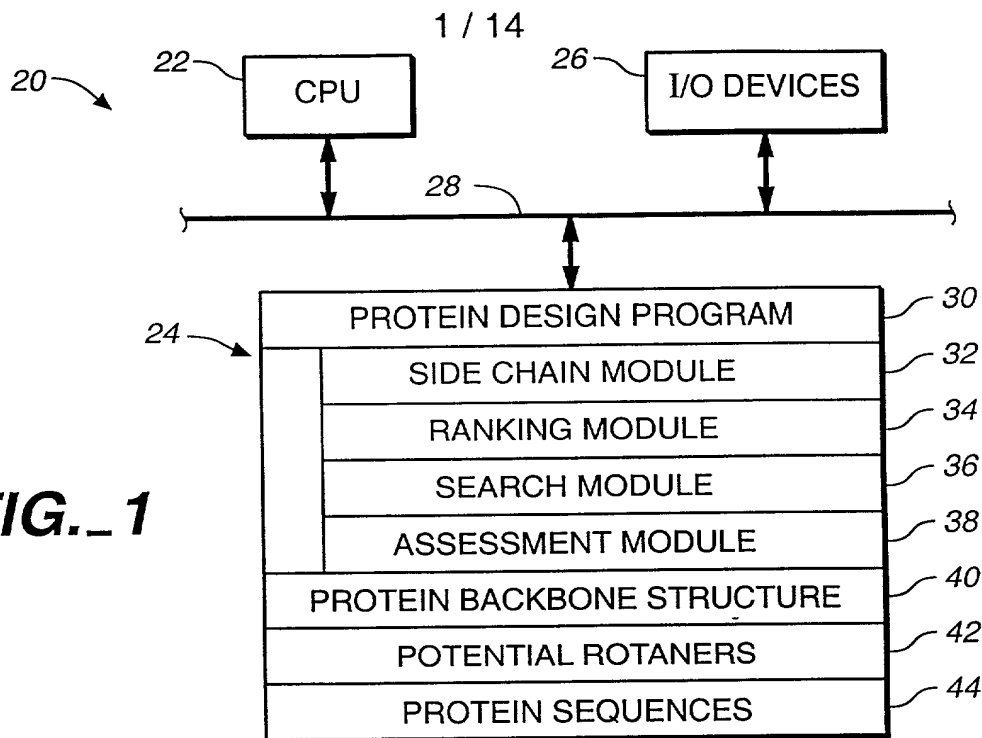 1 / 14
20
22
CPU
26
I/O DEVICES
28
24
PROTEIN DESIGN PROGRAM
30
SIDE CHAIN MODULE
32
RANKING MODULE
34
SEARCH MODULE
36
ASSESSMENT MODULE
38
PROTEIN BACKBONE STRUCTURE
40
POTENTIAL ROTANERS
42
PROTEIN SEQUENCES
44
IG._1